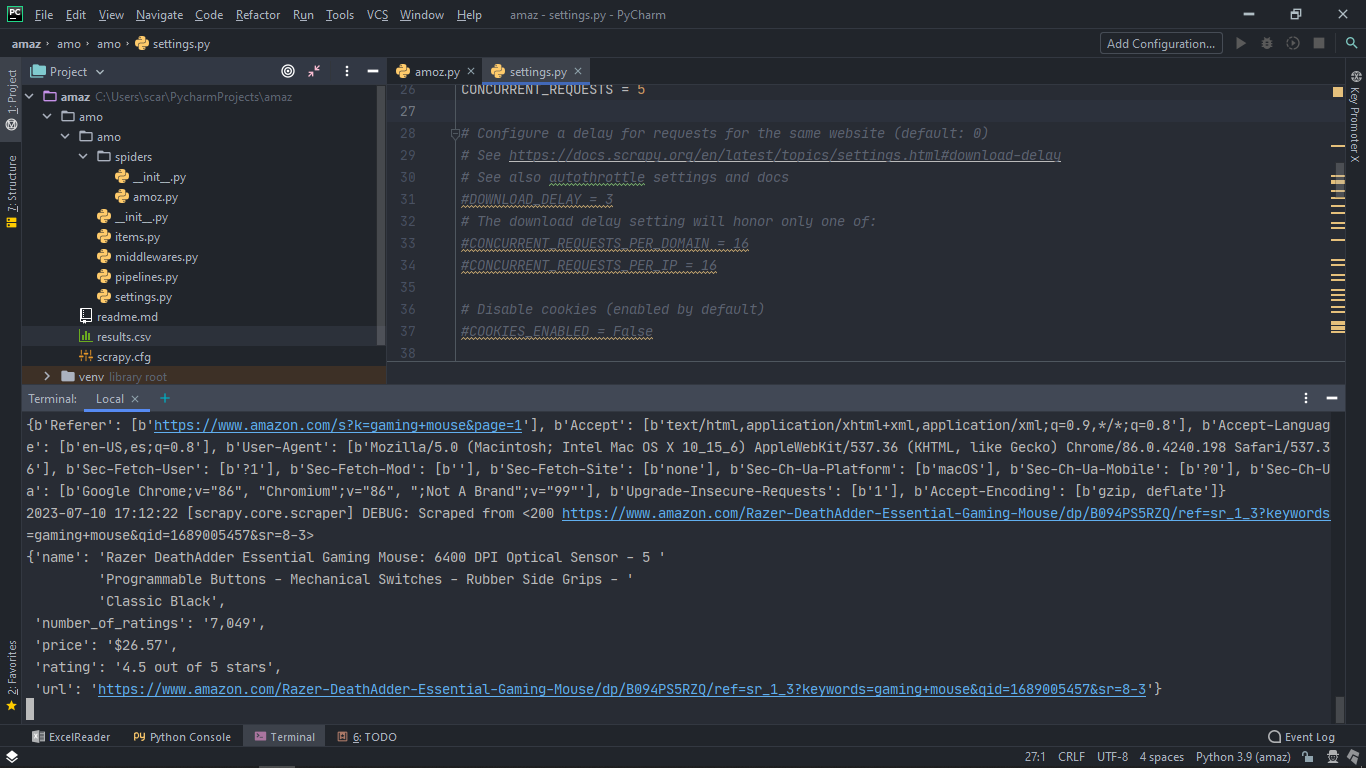 PC File Edit View Navigate Code Refactor Run Tools VCS Window Help amaz - settings.py - PyCharm
amaz › amo › amo › settings.py Add Configuration...
1: Project
7: Structure
2: Favorites
Project
amaz C:\Users\scar\PycharmProjects\amaz
amo
amo
spiders
__init__.py
amoz.py
__init__.py
items.py
middlewares.py
pipelines.py
settings.py
readme.md
results.csv
scrapy.cfg
venv library root
amoz.py settings.py
26 CONCURRENT_REQUESTS = 5
27
28 # Configure a delay for requests for the same website (default: 0)
29 # See https://docs.scrapy.org/en/latest/topics/settings.html#download-delay
30 # See also autothrottle settings and docs
31 #DOWNLOAD_DELAY = 3
32 # The download delay setting will honor only one of:
33 #CONCURRENT_REQUESTS_PER_DOMAIN = 16
34 #CONCURRENT_REQUESTS_PER_IP = 16
35
36 # Disable cookies (enabled by default)
37 #COOKIES_ENABLED = False
38
Key Promoter X
Terminal: Local +
{b'Referer': [b'https://www.amazon.com/s?k=gaming+mouse&page=1'], b'Accept': [b'text/html,application/xhtml+xml,application/xml;q=0.9,*/*;q=0.8'], b'Accept-Languag
e': [b'en-US,es;q=0.8'], b'User-Agent': [b'Mozilla/5.0 (Macintosh; Intel Mac OS X 10_15_6) AppleWebKit/537.36 (KHTML, like Gecko) Chrome/86.0.4240.198 Safari/537.3
6'], b'Sec-Fetch-User': [b'?1'], b'Sec-Fetch-Mod': [b''], b'Sec-Fetch-Site': [b'none'], b'Sec-Ch-Ua-Platform': [b'macOS'], b'Sec-Ch-Ua-Mobile': [b'?0'], b'Sec-Ch-U
a': [b'Google Chrome;v="86", "Chromium";v="86", ";Not A Brand";v="99"'], b'Upgrade-Insecure-Requests': [b'1'], b'Accept-Encoding': [b'gzip, deflate']}
2023-07-10 17:12:22 [scrapy.core.scraper] DEBUG: Scraped from <200 https://www.amazon.com/Razer-DeathAdder-Essential-Gaming-Mouse/dp/B094PS5RZQ/ref=sr_1_3?keywords
=gaming+mouse&qid=1689005457&sr=8-3>
{'name': 'Razer DeathAdder Essential Gaming Mouse: 6400 DPI Optical Sensor - 5 '
'Programmable Buttons - Mechanical Switches - Rubber Side Grips - '
'Classic Black',
'number_of_ratings': '7,049',
'price': '$26.57',
'rating': '4.5 out of 5 stars',
'url': 'https://www.amazon.com/Razer-DeathAdder-Essential-Gaming-Mouse/dp/B094PS5RZQ/ref=sr_1_3?keywords=gaming+mouse&qid=1689005457&sr=8-3'}
ExcelReader Python Console Terminal 6: TODO Event Log
27:1 CRLF UTF-8 4 spaces Python 3.9 (amaz)